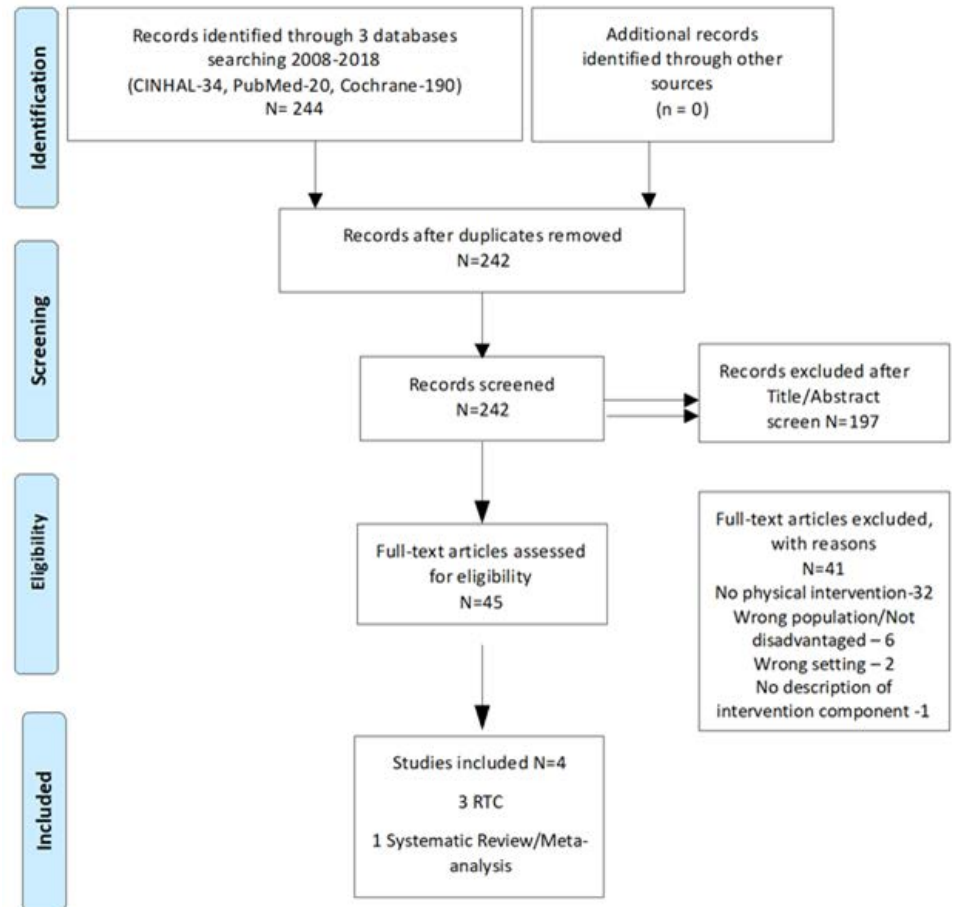 Identification
Records identified through 3 databases
searching 2008-2018
(CINHAL-34, PubMed-20, Cochrane-190)
N= 244
Additional records
identified through other
sources
(n = 0)
Records after duplicates removed
N=242
Screening
Records screened
N=242
Records excluded after
Title/Abstract
screen N=197
Eligibility
Full-text articles assessed
for eligibility
N=45
Full-text articles excluded,
with reasons
N=41
No physical intervention-32
Wrong population/Not
disadvantaged – 6
Wrong setting – 2
No description of
intervention component -1
Included
Studies included N=4
3 RTC
1 Systematic Review/Meta-
analysis